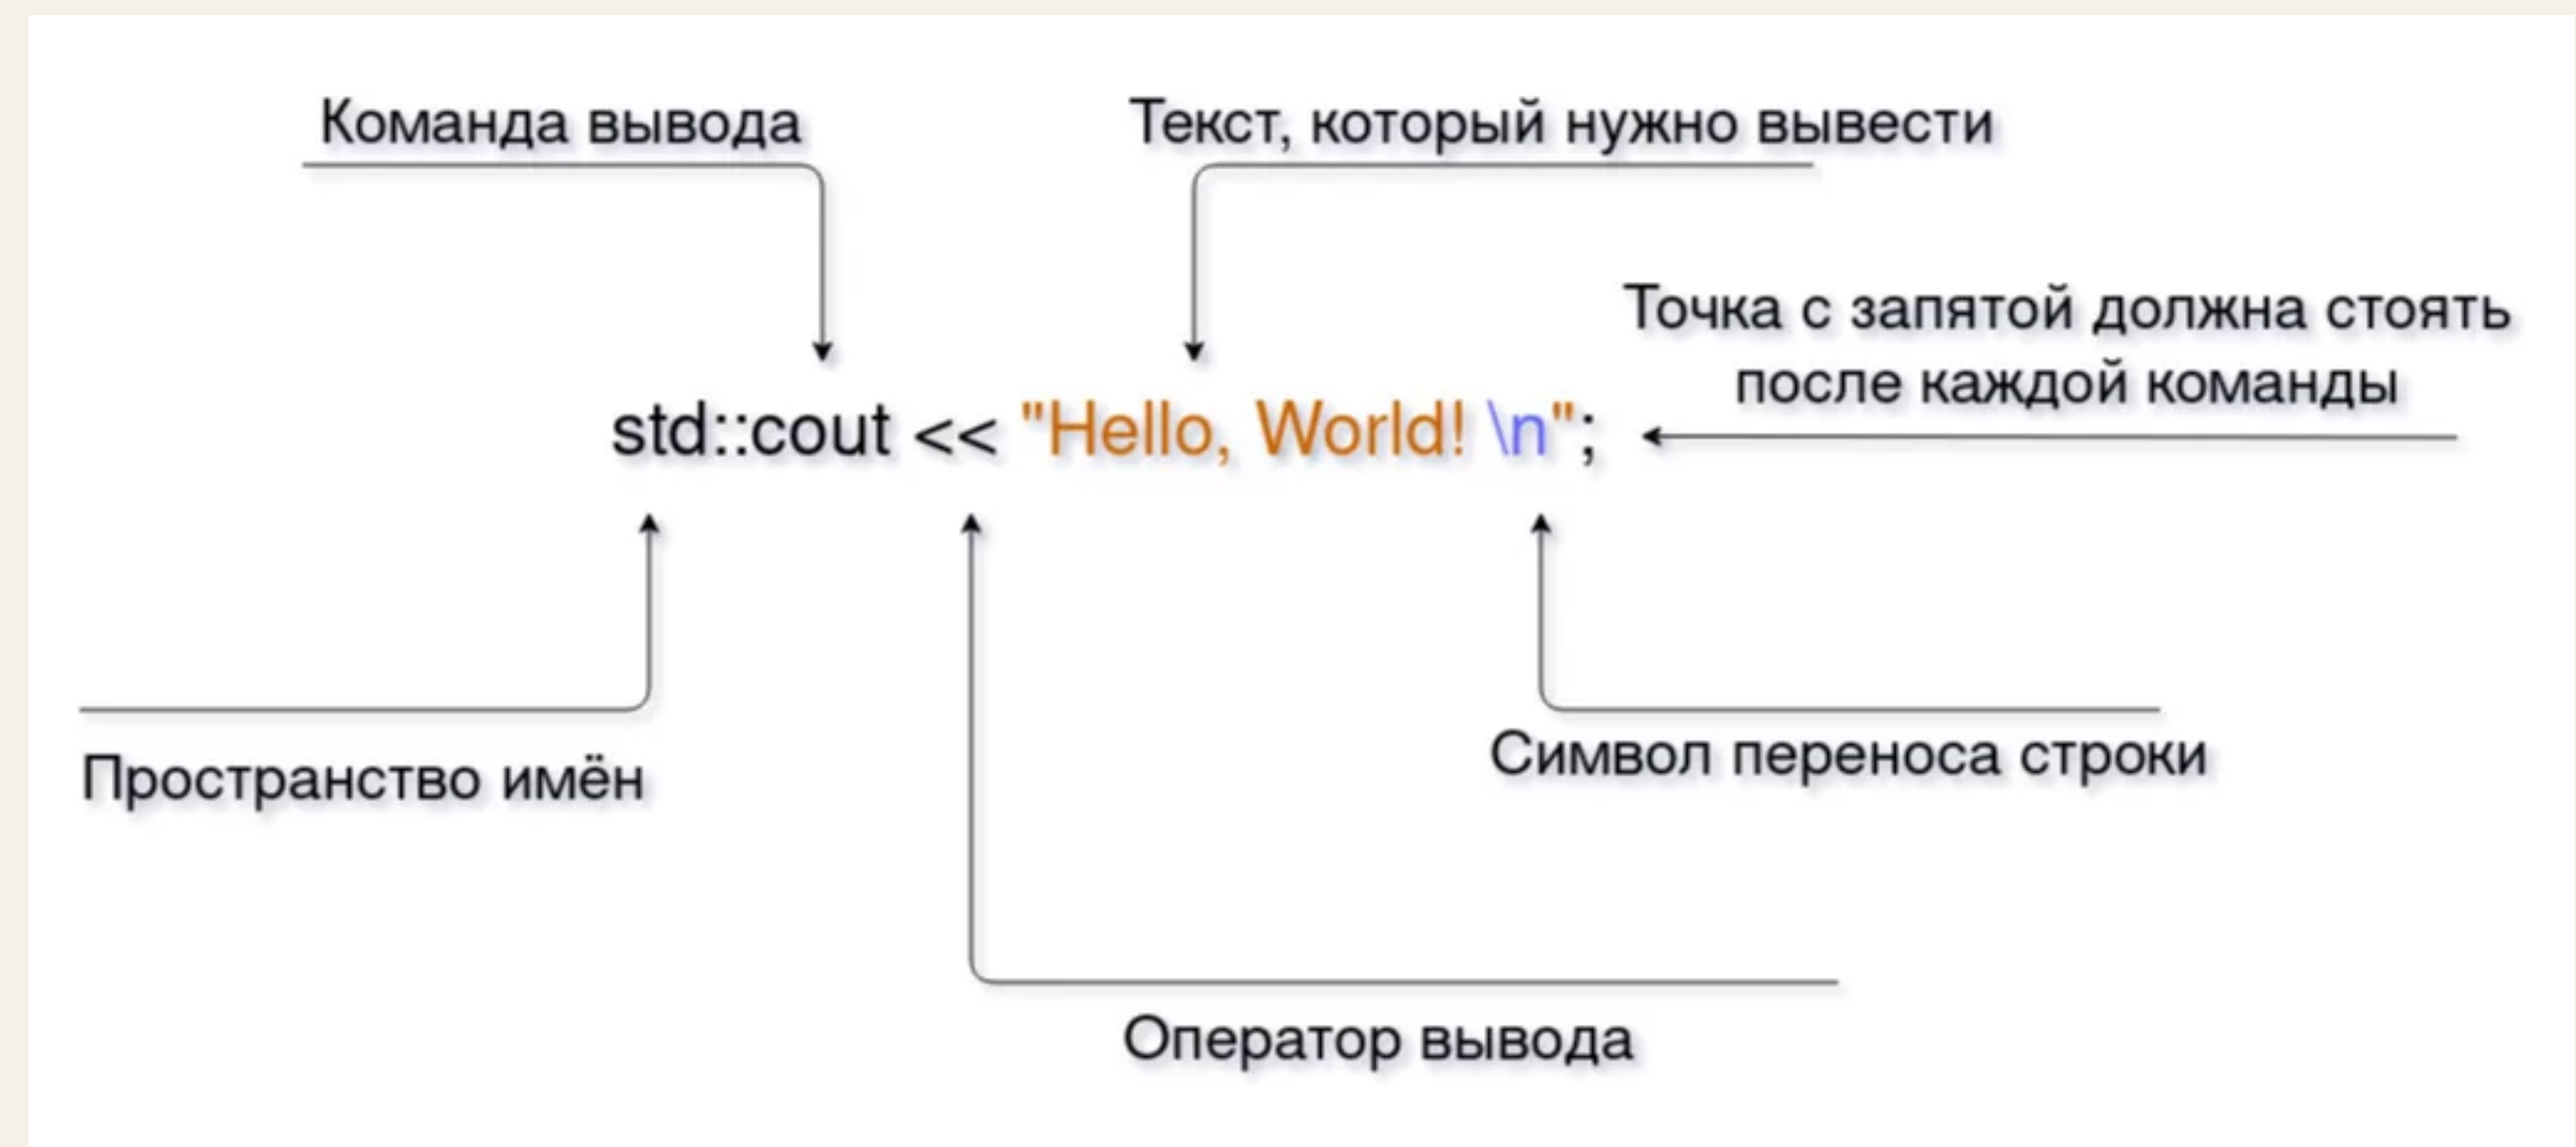 Команда вывода
Текст, который нужно вывести
Точка с запятой должна стоять
после каждой команды
std::cout << "Hello, World! \n";
Пространство имён
Символ переноса строки
Оператор вывода